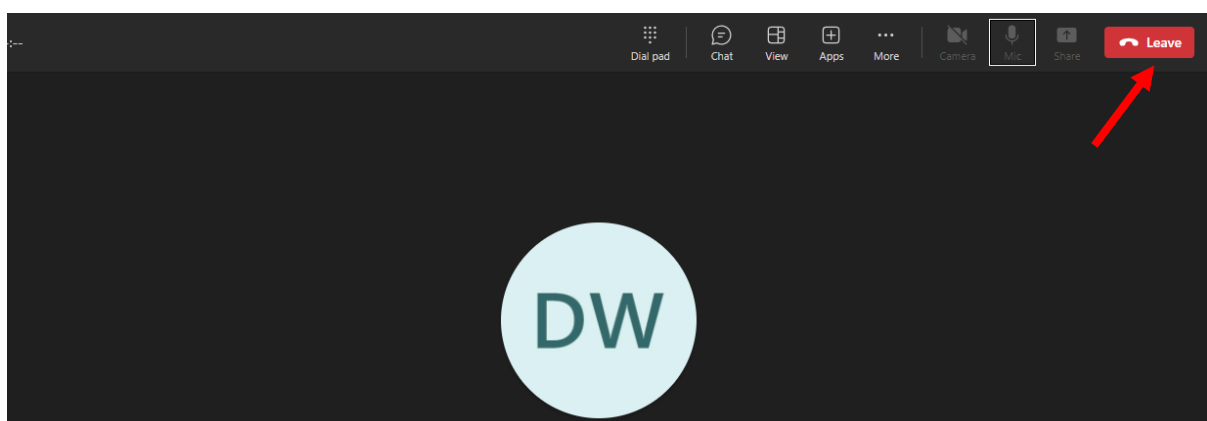 :--
Dial pad
Chat
View
Apps
More
Camera
Mic
Share
Leave
DW